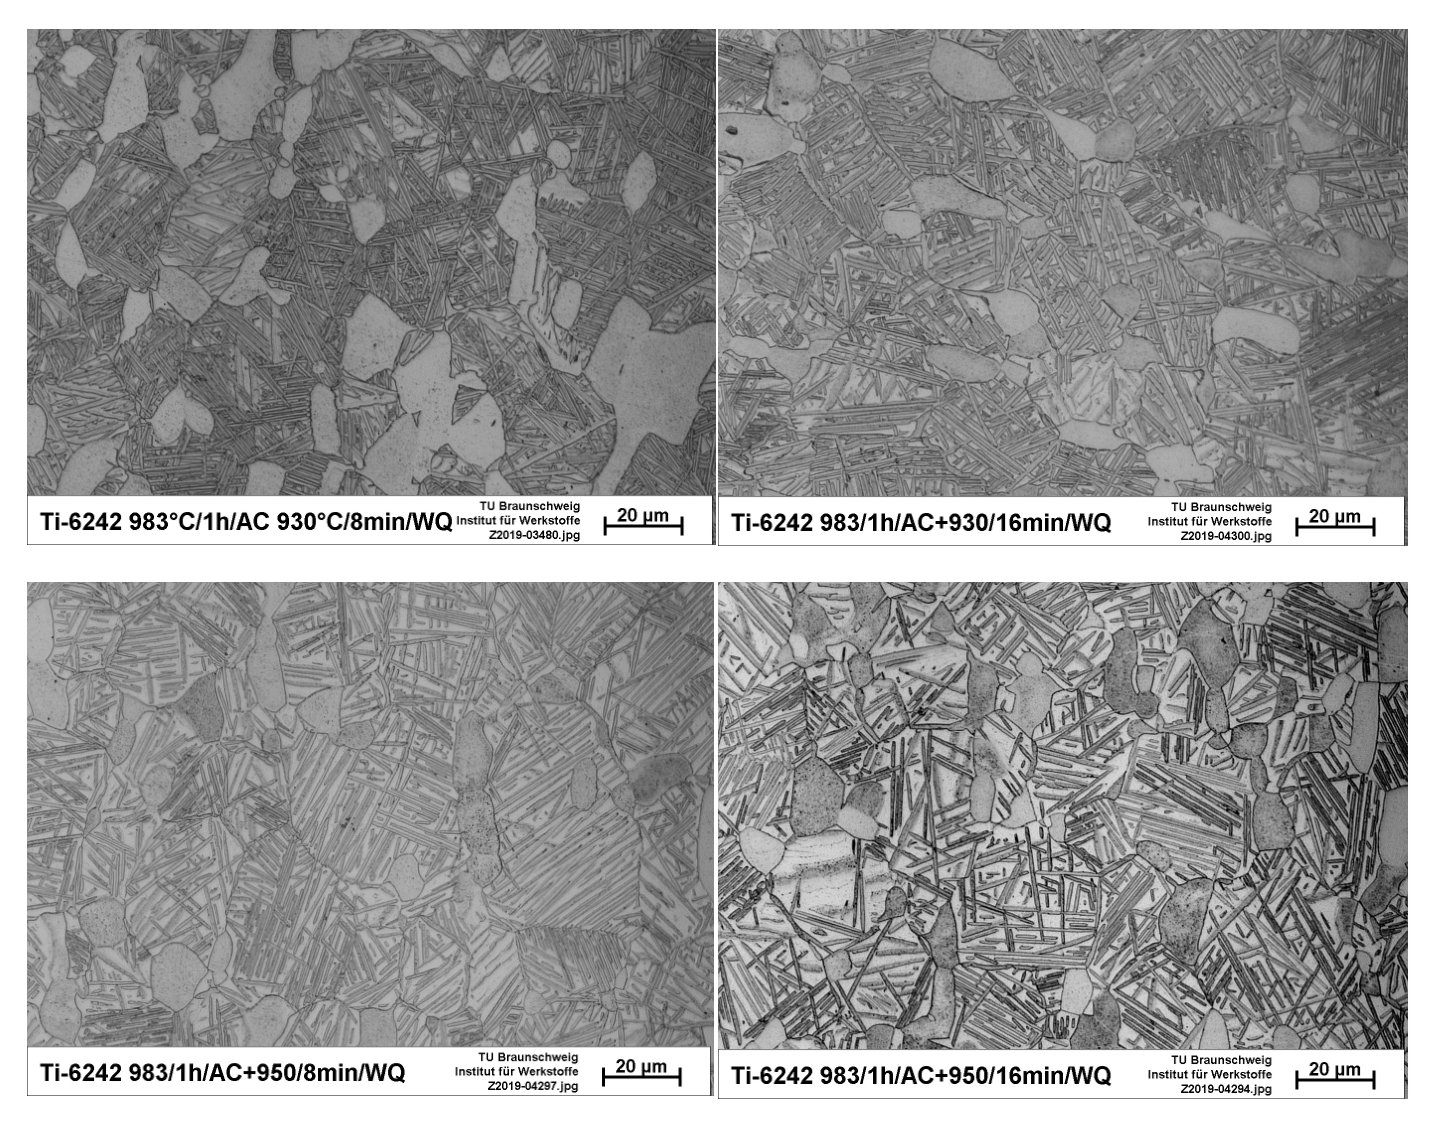 Ti-6242 983°C/1h/AC 930°C/8min/WQ
TU Braunschweig
Institut für Werkstoffe
Z2019-03480.jpg
20 µm
Ti-6242 983/1h/AC+930/16min/WQ
TU Braunschweig
Institut für Werkstoffe
Z2019-04300.jpg
20 µm
Ti-6242 983/1h/AC+950/8min/WQ
TU Braunschweig
Institut für Werkstoffe
Z2019-04297.jpg
20 µm
Ti-6242 983/1h/AC+950/16min/WQ
TU Braunschweig
Institut für Werkstoffe
Z2019-04294.jpg
20 µm